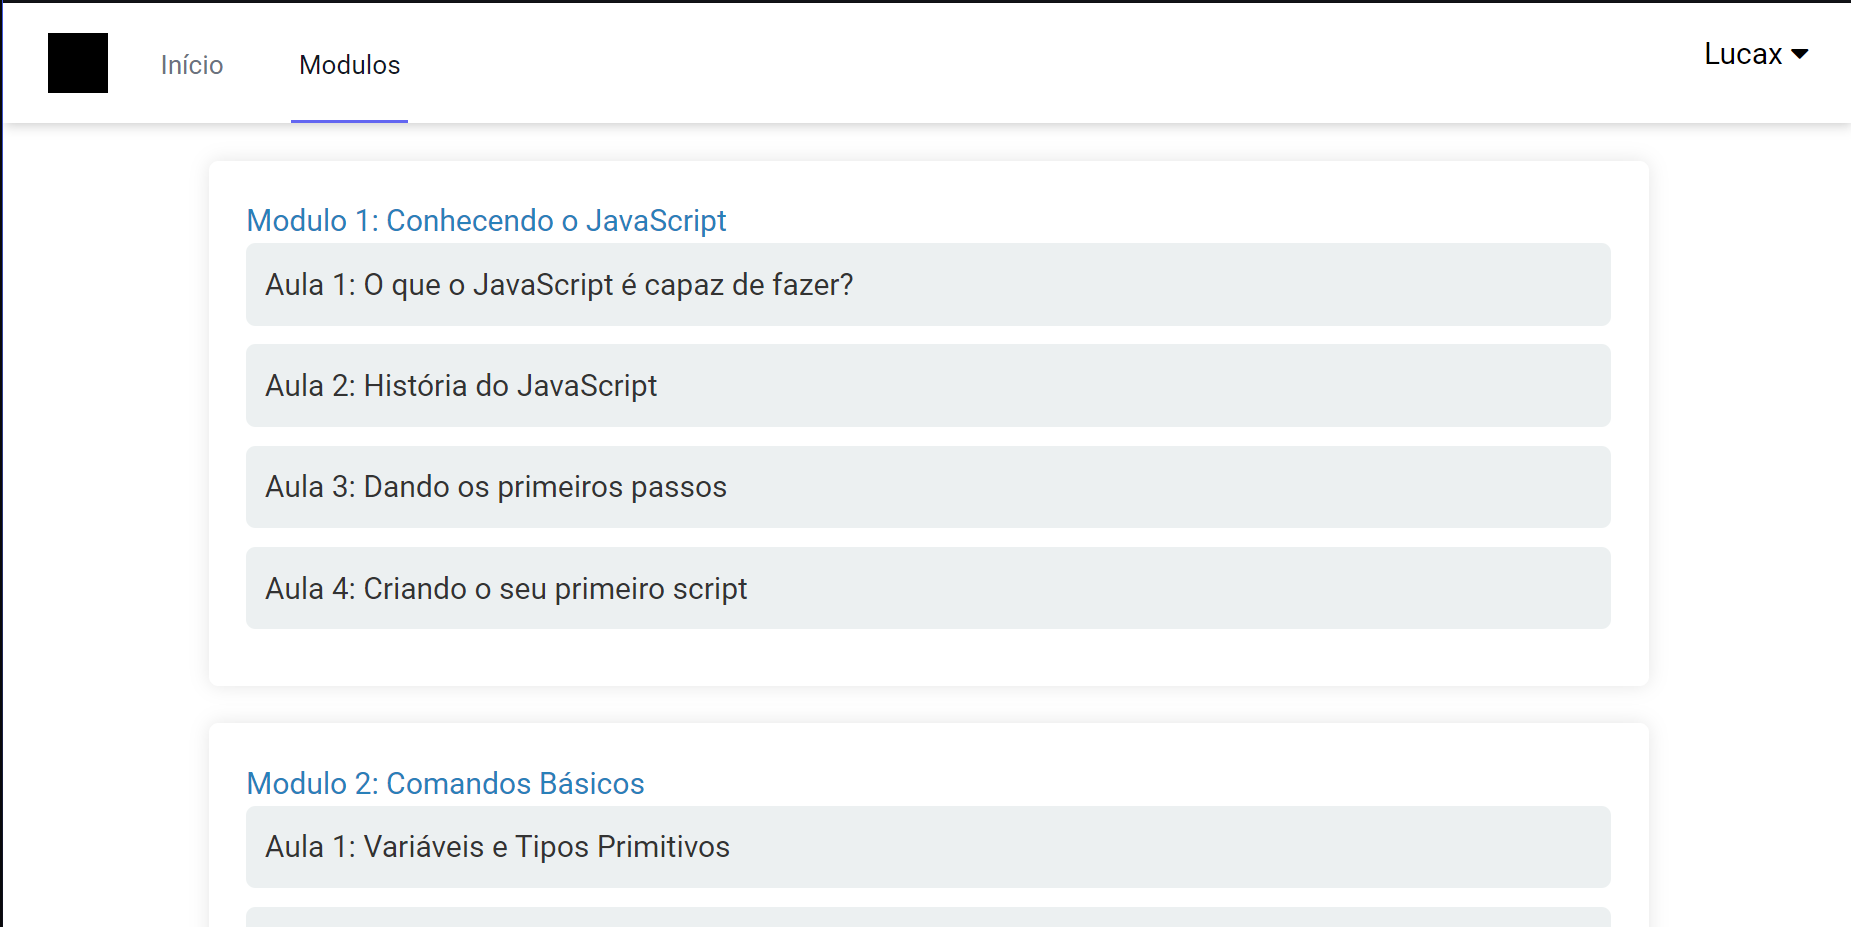 Início
Modulos
Lucax
Modulo 1: Conhecendo o JavaScript
Aula 1: O que o JavaScript é capaz de fazer?
Aula 2: História do JavaScript
Aula 3: Dando os primeiros passos
Aula 4: Criando o seu primeiro script
Modulo 2: Comandos Básicos
Aula 1: Variáveis e Tipos Primitivos